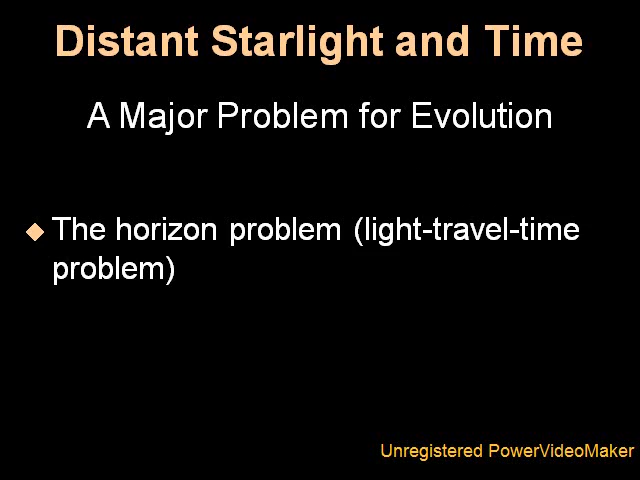 Distant Starlight and Time
A Major Problem for Evolution
The horizon problem (light-travel-time
problem)
Unregistered PowerVideoMaker